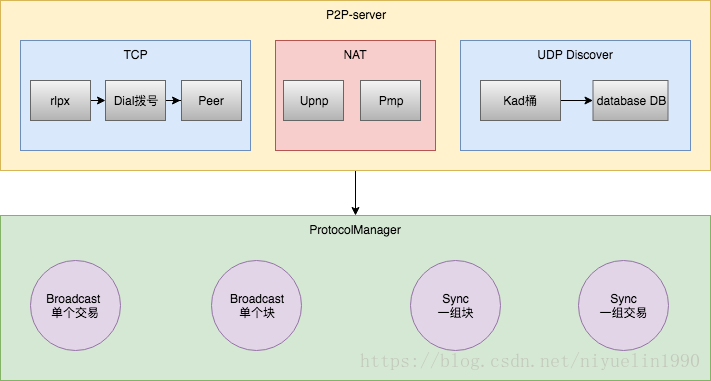 P2P-server
TCP
NAT
UDP Discover
rlpx
Dial拨号
Peer
Upnp
Pmp
Kad桶
database DB
ProtocolManager
Broadcast
单个交易
Broadcast
单个块
Sync
一组块
Sync
一组交易
https://blog.csdn.net/niyuelin1990